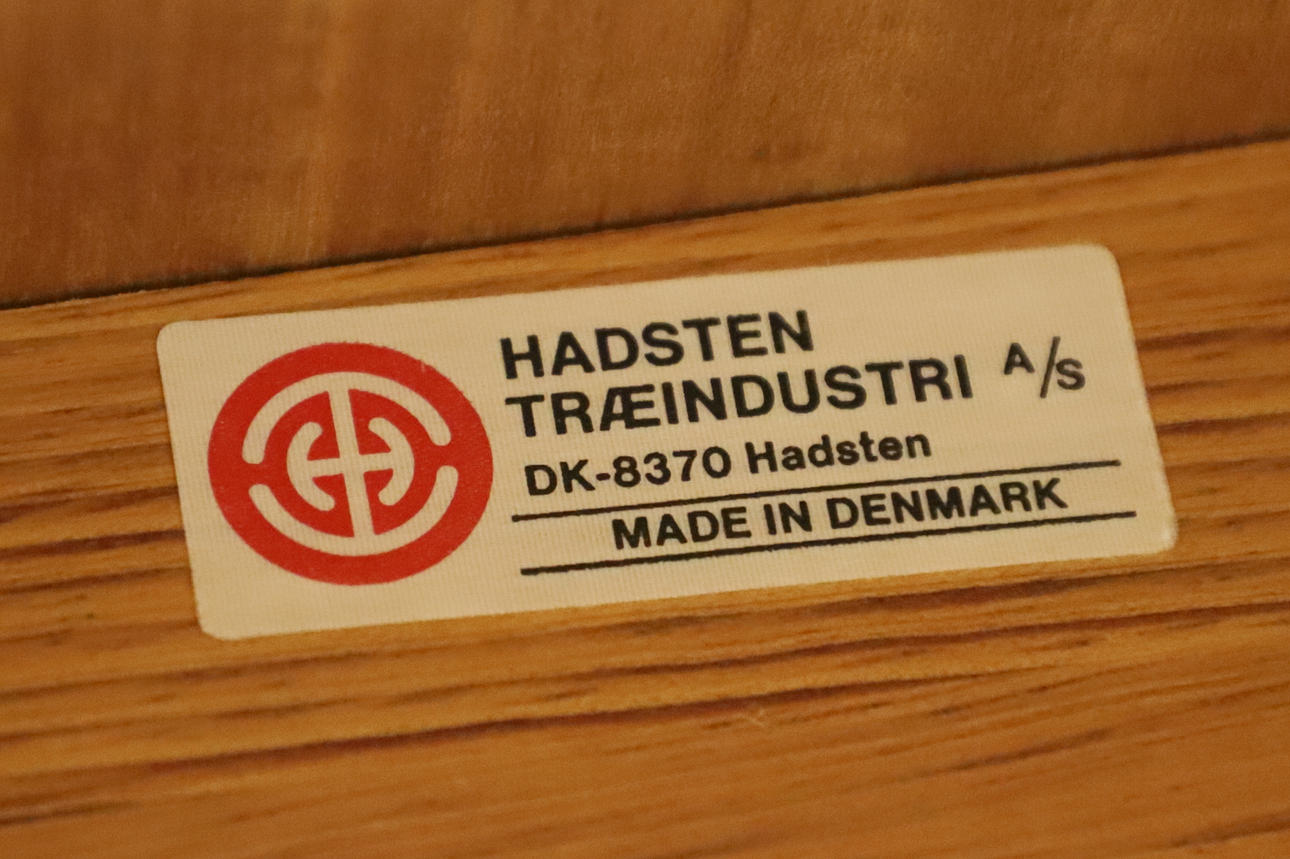 HADSTEN
TRÆINDUSTRI A/S
DK-8370 Hadsten
MADE IN DENMARK